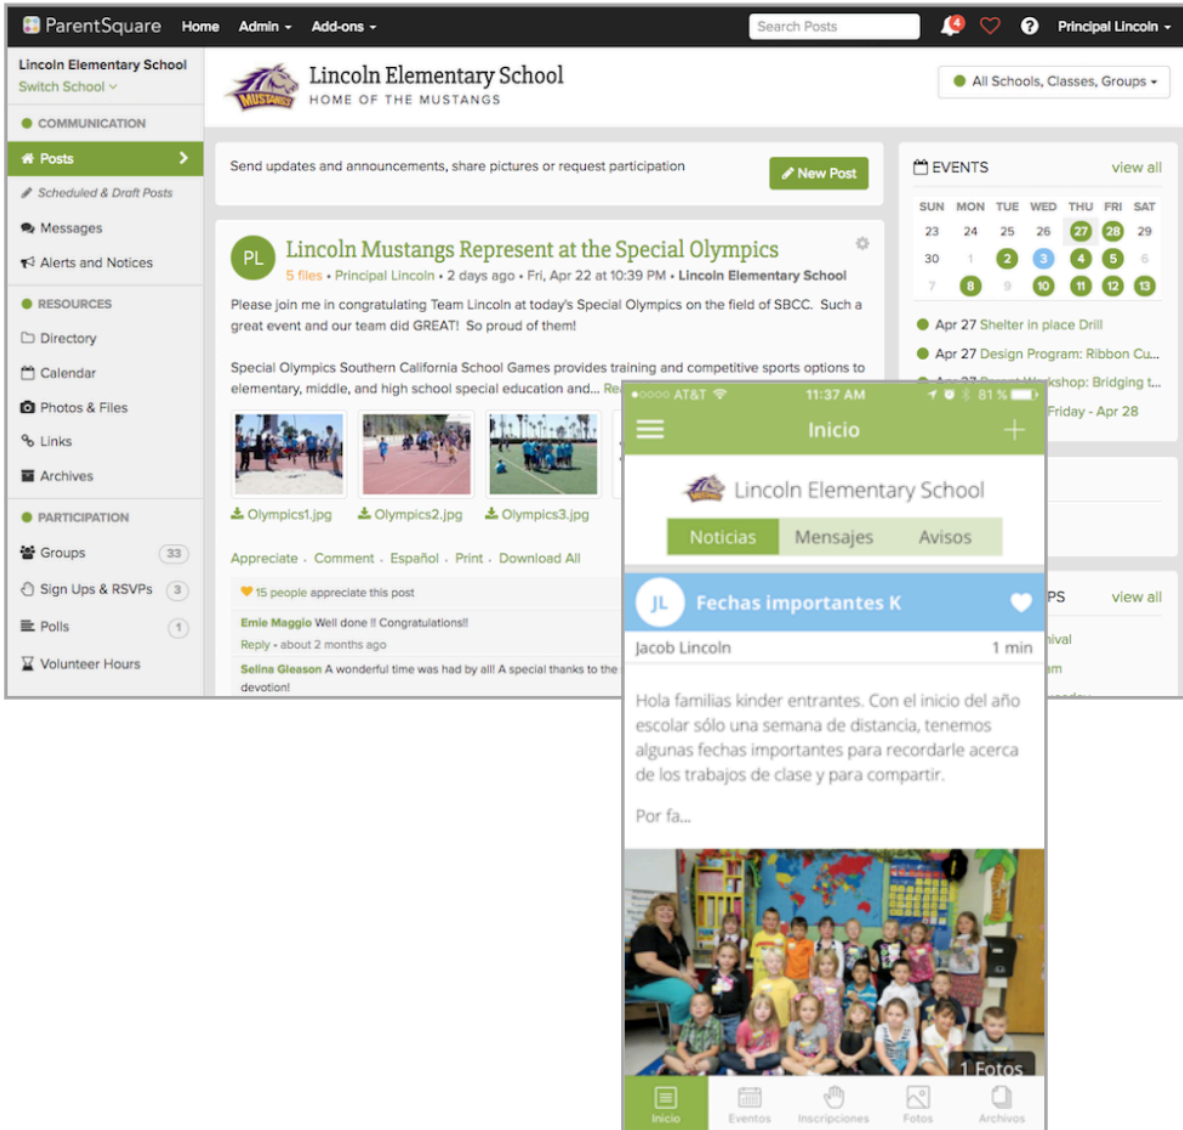 ParentSquare Home Admin Add-ons Search Posts 4 ? Principal Lincoln
Lincoln Elementary School
Switch School
COMMUNICATION
Posts
Scheduled & Draft Posts
Messages
Alerts and Notices
RESOURCES
Directory
Calendar
Photos & Files
Links
Archives
PARTICIPATION
Groups 33
Sign Ups & RSVPs 3
Polls 1
Volunteer Hours
MUSTANGS
Lincoln Elementary School
HOME OF THE MUSTANGS
All Schools, Classes, Groups
Send updates and announcements, share pictures or request participation
New Post
PL
Lincoln Mustangs Represent at the Special Olympics
5 files • Principal Lincoln • 2 days ago • Fri, Apr 22 at 10:39 PM • Lincoln Elementary School
Please join me in congratulating Team Lincoln at today's Special Olympics on the field of SBCC. Such a
great event and our team did GREAT! So proud of them!
Special Olympics Southern California School Games provides training and competitive sports options to
elementary, middle, and high school special education and...
Olympics1.jpg Olympics2.jpg Olympics3.jpg
Appreciate • Comment • Español • Print • Download All
15 people appreciate this post
Emie Maggio Well done !! Congratulations!!
Reply • about 2 months ago
Selina Gleason A wonderful time was had by all! A special thanks to the
devotion!
EVENTS view all
SUN MON TUE WED THU FRI SAT
23 24 25 26 27 28 29
30 1 2 3 4 5 6
7 8 9 10 11 12 13
Apr 27 Shelter in place Drill
Apr 27 Design Program: Ribbon Cu...
Apr 27 Parent Workshop: Bridging t...
Friday - Apr 28
PS view all
AT&T 11:37 AM 81 %
Inicio
MUSTANGS
Lincoln Elementary School
Noticias Mensajes Avisos
JL Fechas importantes K
Jacob Lincoln 1 min
Hola familias kinder entrantes. Con el inicio del año
escolar sólo una semana de distancia, tenemos
algunas fechas importantes para recordarle acerca
de los trabajos de clase y para compartir.
Por fa...
1 Fotos
Inicio Eventos Inscripciones Fotos Archivos